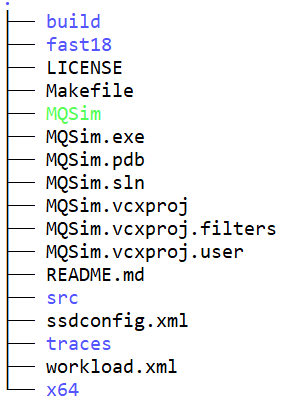 .
├── build
├── fast18
├── LICENSE
├── Makefile
├── MQSim
├── MQSim.exe
├── MQSim.pdb
├── MQSim.sln
├── MQSim.vcxproj
├── MQSim.vcxproj.filters
├── MQSim.vcxproj.user
├── README.md
├── src
├── ssdconfig.xml
├── traces
├── workload.xml
└── x64